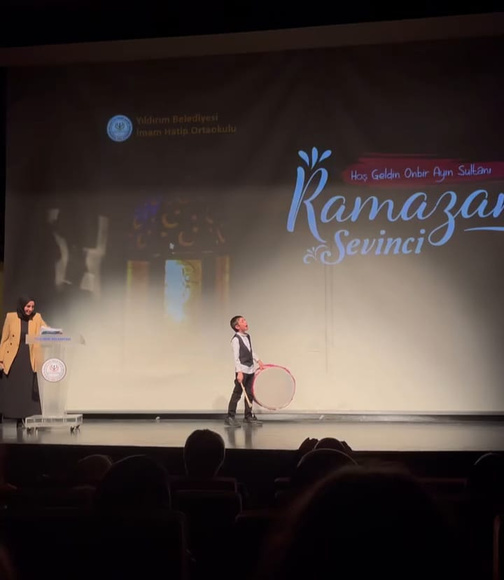 Yıldırım Belediyesi
İmam Hatip Ortaokulu
Hoş Geldin Onbir Ayın Sultanı
Ramazan
Sevinci